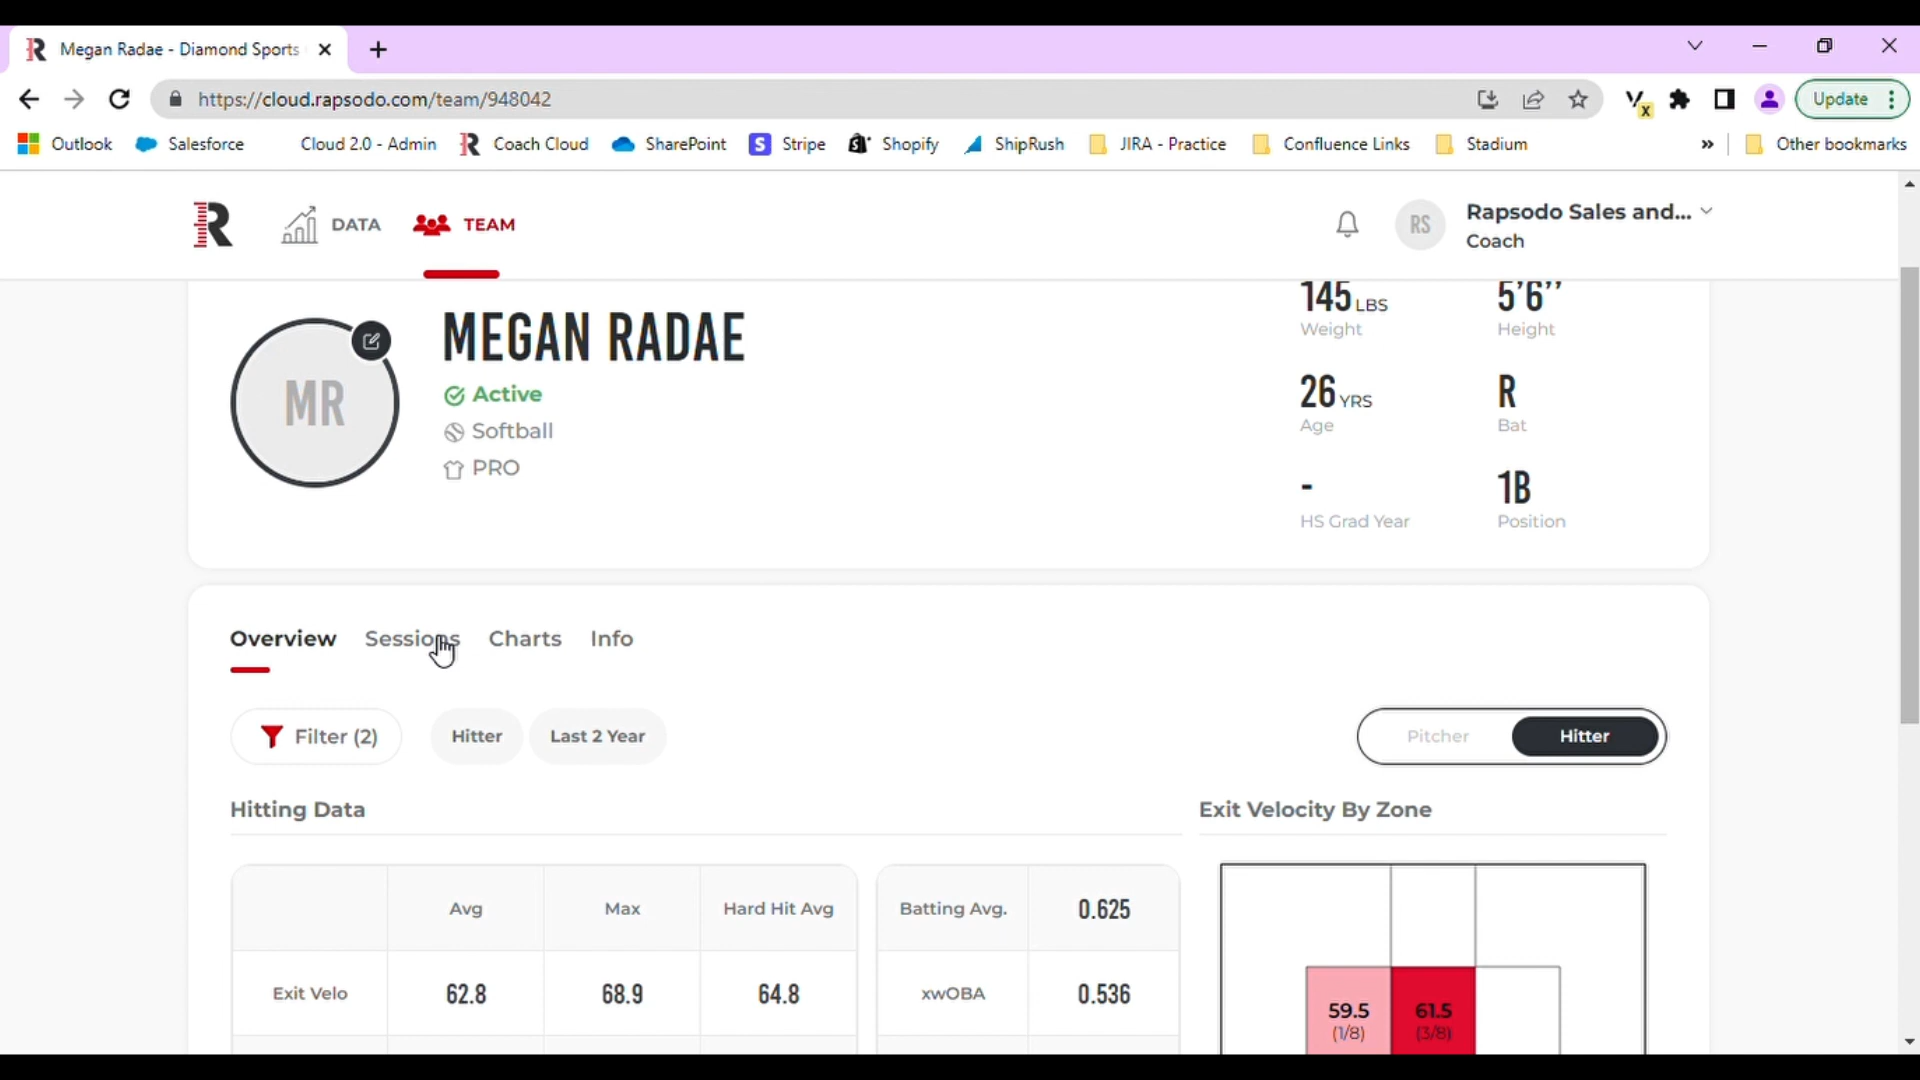 Megan Radae - Diamond Sports
https://cloud.rapsodo.com/team/948042
Update
Outlook
Salesforce
Cloud 2.0 - Admin
Coach Cloud
SharePoint
Stripe
Shopify
ShipRush
JIRA - Practice
Confluence Links
Stadium
»
Other bookmarks
R
DATA
TEAM
RS
Rapsodo Sales and...
Coach
MR
MEGAN RADAE
Active
Softball
PRO
145 LBS
Weight
5'6''
Height
26 YRS
Age
R
Bat
-
HS Grad Year
1B
Position
Overview
Sessions
Charts
Info
Filter (2)
Hitter
Last 2 Year
Pitcher
Hitter
Hitting Data
Exit Velocity By Zone
Avg
Max
Hard Hit Avg
Batting Avg.
0.625
Exit Velo
62.8
68.9
64.8
xwOBA
0.536
59.5
(1/8)
61.5
(3/8)